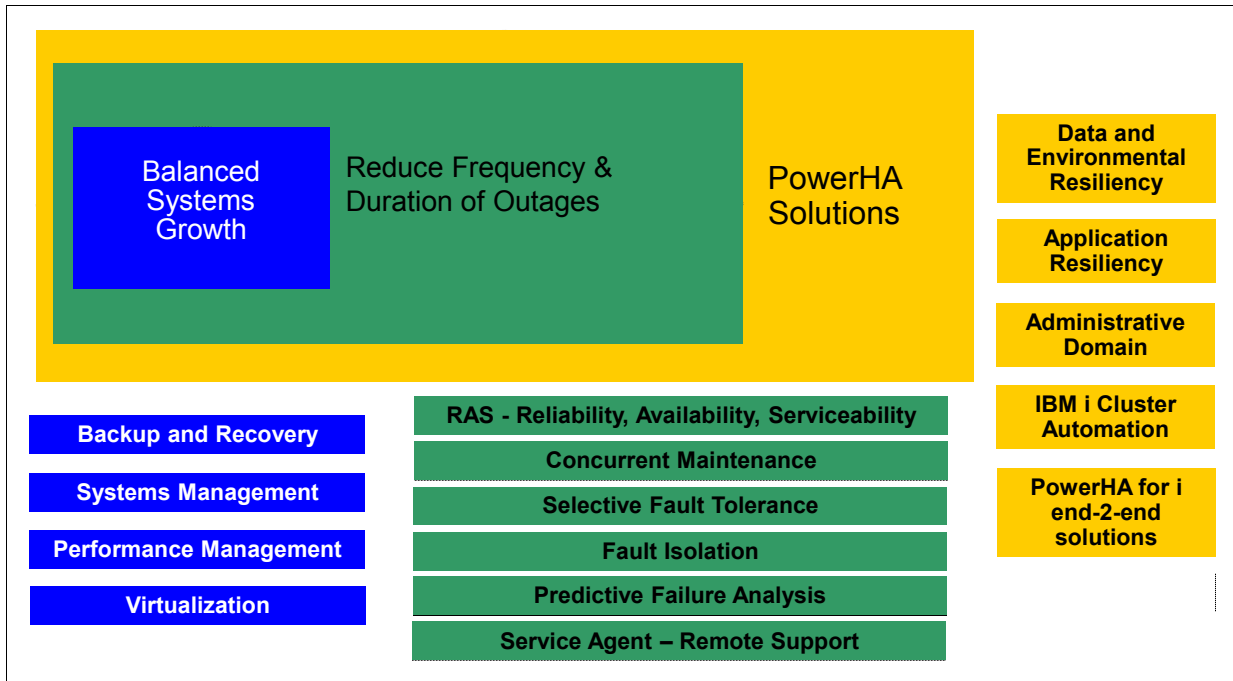 Balanced
Systems
Growth
Reduce Frequency &
Duration of Outages
PowerHA
Solutions
Data and
Environmental
Resiliency
Application
Resiliency
Administrative
Domain
IBM i Cluster
Automation
PowerHA for i
end-2-end
solutions
Backup and Recovery
Systems Management
Performance Management
Virtualization
RAS - Reliability, Availability, Serviceability
Concurrent Maintenance
Selective Fault Tolerance
Fault Isolation
Predictive Failure Analysis
Service Agent – Remote Support